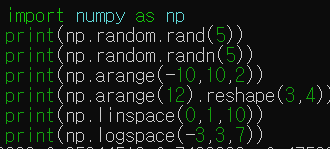 import numpy as np
print(np.random.rand(5))
print(np.random.randn(5))
print(np.arange(-10,10,2))
print(np.arange(12).reshape(3,4))
print(np.linspace(0,1,10)
print(np.logspace(-3,3,7)